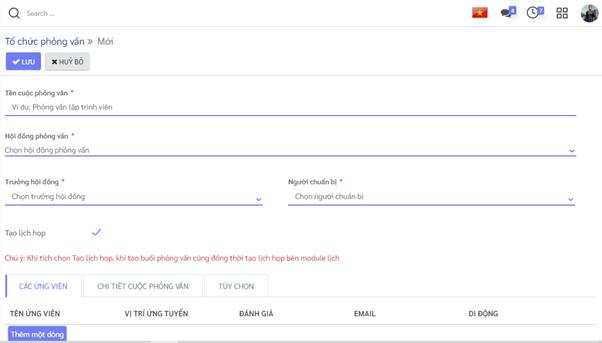 Search ...
4
7
Tổ chức phỏng vấn » Mới
LƯU
HUỶ BỎ
Tên cuộc phỏng vấn *
Ví dụ: Phỏng vấn lập trình viên
Hội đồng phỏng vấn *
Chọn hội đồng phỏng vấn
Trưởng hội đồng * Người chuẩn bị *
Chọn trưởng hội đồng Chọn người chuẩn bị
Tạo lịch họp
Chú ý: Khi tích chọn Tạo lịch họp, khi tạo buổi phỏng vấn cũng đồng thời tạo lịch họp bên module lịch
CÁC ỨNG VIÊN CHI TIẾT CUỘC PHỎNG VẤN TÙY CHỌN
TÊN ỨNG VIÊN VỊ TRÍ ỨNG TUYỂN ĐÁNH GIÁ EMAIL DI ĐỘNG
Thêm một dòng